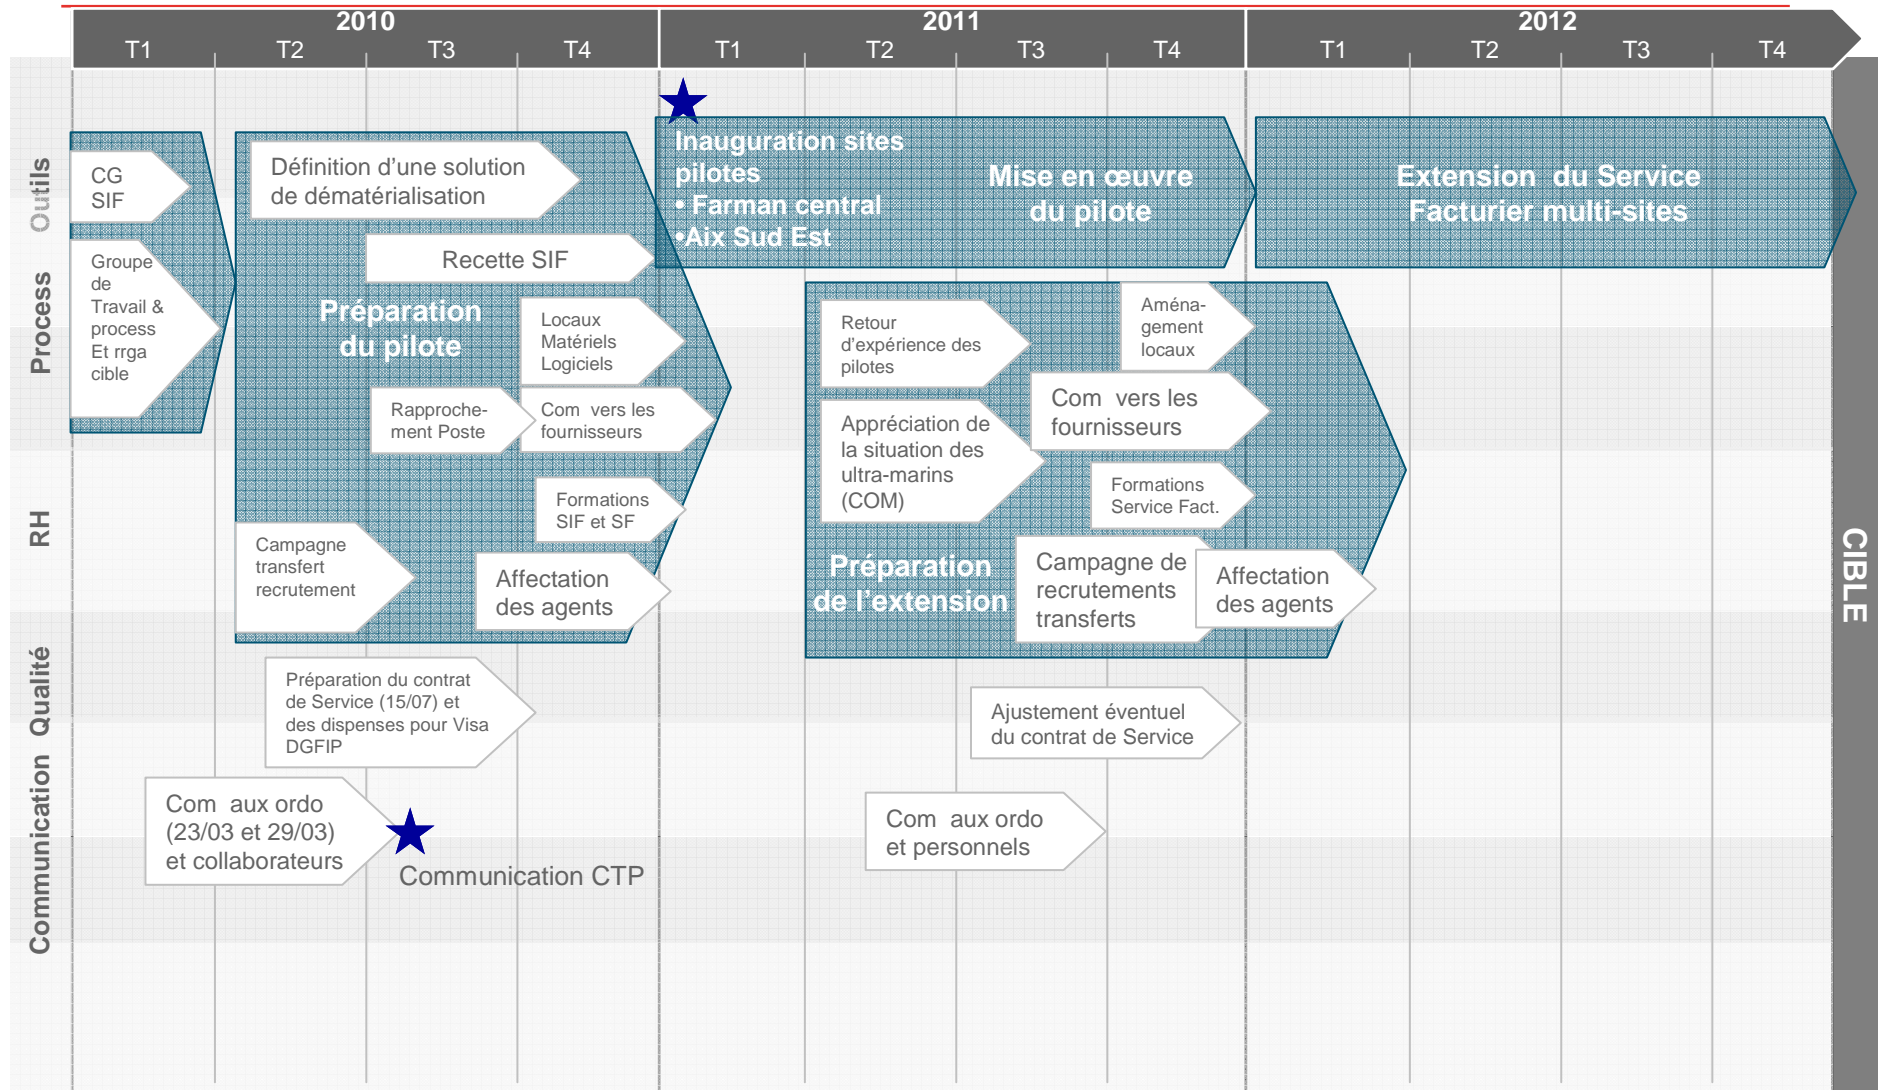 2010
2011
2012
T1
T2
T3
T4
T1
T2
T3
T4
T1
T2
T3
T4
Outils
Process
RH
Qualité
Communication
CIBLE
CG
SIF
Groupe
de
Travail &
process
Et rrga
cible
Définition d'une solution
de dématérialisation
Recette SIF
Préparation
du pilote
Locaux
Matériels
Logiciels
Rapproche-
ment Poste
Com vers les
fournisseurs
Formations
SIF et SF
Campagne
transfert
recrutement
Affectation
des agents
Inauguration sites
pilotes
• Farman central
•Aix Sud Est
Mise en œuvre
du pilote
Extension du Service
Facturier multi-sites
Retour
d'expérience des
pilotes
Aména-
gement
locaux
Com vers les
fournisseurs
Appréciation de
la situation des
ultra-marins
(COM)
Formations
Service Fact.
Préparation
de l'extension
Campagne de
recrutements
transferts
Affectation
des agents
Préparation du contrat
de Service (15/07) et
des dispenses pour Visa
DGFIP
Ajustement éventuel
du contrat de Service
Com aux ordo
(23/03 et 29/03)
et collaborateurs
Communication CTP
Com aux ordo
et personnels